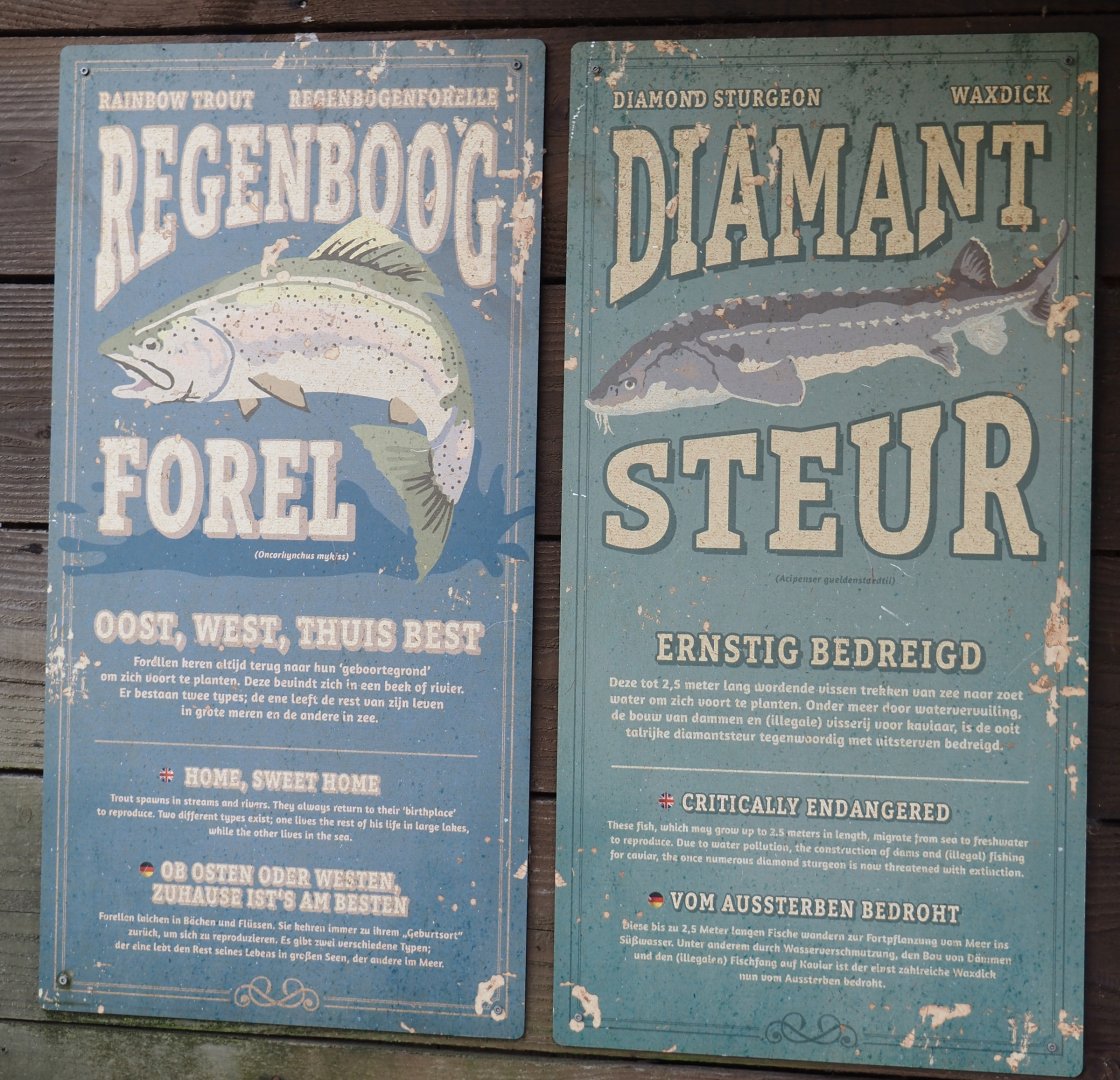 RAINBOW TROUT REGENBOGENFORELLE
REGENBOOG
FOREL
(Oncorhynchus mykiss)
OOST, WEST, THUIS BEST
Forellen keren altijd terug naar hun ‘geboortegrond’
om zich voort te planten. Deze bevindt zich in een beek of rivier.
Er bestaan twee types; de ene leeft de rest van zijn leven
in grote meren en de andere in zee.
HOME, SWEET HOME
Trout spawns in streams and rivers. They always return to their ‘birthplace’
to reproduce. Two different types exist; one lives the rest of his life in large lakes,
while the other lives in the sea.
OB OSTEN ODER WESTEN,
ZUHAUSE IST'S AM BESTEN
Forellen laichen in Bächen und Flüssen. Sie kehren immer zu ihrem „Geburtsort”
zurück, um sich zu reproduzieren. Es gibt zwei verschiedene Typen;
der eine lebt den Rest seines Lebens in großen Seen, der andere im Meer.
DIAMOND STURGEON WAXDICK
DIAMANT
STEUR
(Acipenser gueldenstaedtii)
ERNSTIG BEDREIGD
Deze tot 2,5 meter lang wordende vissen trekken van zee naar zoet
water om zich voort te planten. Onder meer door watervervuiling,
de bouw van dammen en (illegale) visserij voor kaviaar, is de ooit
talrijke diamantsteur tegenwoordig met uitsterven bedreigd.
CRITICALLY ENDANGERED
These fish, which may grow up to 2.5 meters in length, migrate from sea to freshwater
to reproduce. Due to water pollution, the construction of dams and (illegal) fishing
for caviar, the once numerous diamond sturgeon is now threatened with extinction.
VOM AUSSTERBEN BEDROHT
Diese bis zu 2,5 Meter langen Fische wandern zur Fortpflanzung vom Meer ins
Süßwasser. Unter anderem durch Wasserverschmutzung, den Bau von Dämmen
und den (illegalen) Fischfang auf Kaviar ist der einst zahlreiche Waxdick
nun vom Aussterben bedroht.